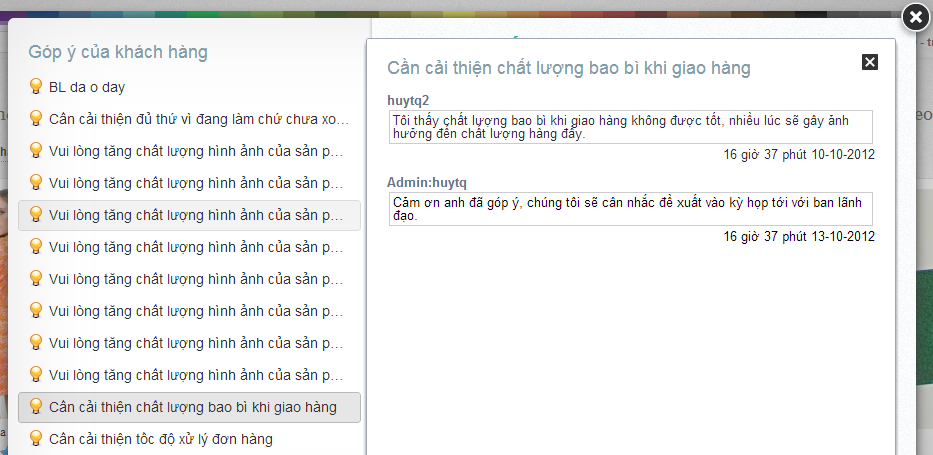 Góp ý của khách hàng
BL da o day
Cần cải thiện đủ thứ vì đang làm chứ chưa xo...
Vui lòng tăng chất lượng hình ảnh của sản p...
Vui lòng tăng chất lượng hình ảnh của sản p...
Vui lòng tăng chất lượng hình ảnh của sản p...
Vui lòng tăng chất lượng hình ảnh của sản p...
Vui lòng tăng chất lượng hình ảnh của sản p...
Vui lòng tăng chất lượng hình ảnh của sản p...
Vui lòng tăng chất lượng hình ảnh của sản p...
Vui lòng tăng chất lượng hình ảnh của sản p...
Cần cải thiện chất lượng bao bì khi giao hàng
Cần cải thiện tốc độ xử lý đơn hàng
Cần cải thiện chất lượng bao bì khi giao hàng
huytq2
Tôi thấy chất lượng bao bì khi giao hàng không được tốt, nhiều lúc sẽ gây ảnh
hưởng đến chất lượng hàng đấy.
16 giờ 37 phút 10-10-2012
Admin:huytq
Cảm ơn anh đã góp ý, chúng tôi sẽ cân nhắc đề xuất vào kỳ họp tới với ban lãnh
đạo.
16 giờ 37 phút 13-10-2012